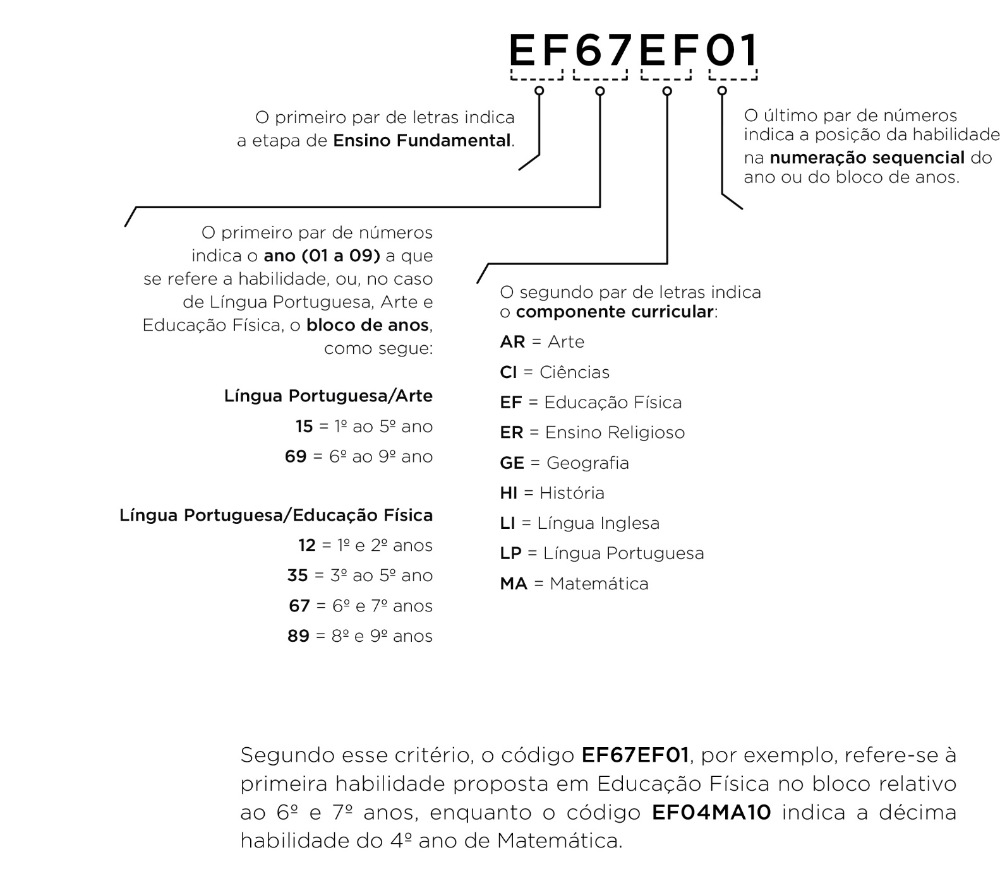 EF67EF01
O primeiro par de letras indica
a etapa de Ensino Fundamental.
O último par de números
indica a posição da habilidade
na numeração sequencial do
ano ou do bloco de anos.
O primeiro par de números
indica o ano (01 a 09) a que
se refere a habilidade, ou, no caso
de Língua Portuguesa, Arte e
Educação Física, o bloco de anos,
como segue:
Língua Portuguesa/Arte
15 = 1º ao 5º ano
69 = 6º ao 9º ano
Língua Portuguesa/Educação Física
12 = 1º e 2º anos
35 = 3º ao 5º ano
67 = 6º e 7º anos
89 = 8º e 9º anos
O segundo par de letras indica
o componente curricular:
AR = Arte
CI = Ciências
EF = Educação Física
ER = Ensino Religioso
GE = Geografia
HI = História
LI = Língua Inglesa
LP = Língua Portuguesa
MA = Matemática
Segundo esse critério, o código EF67EF01, por exemplo, refere-se à
primeira habilidade proposta em Educação Física no bloco relativo
ao 6º e 7º anos, enquanto o código EF04MA10 indica a décima
habilidade do 4º ano de Matemática.